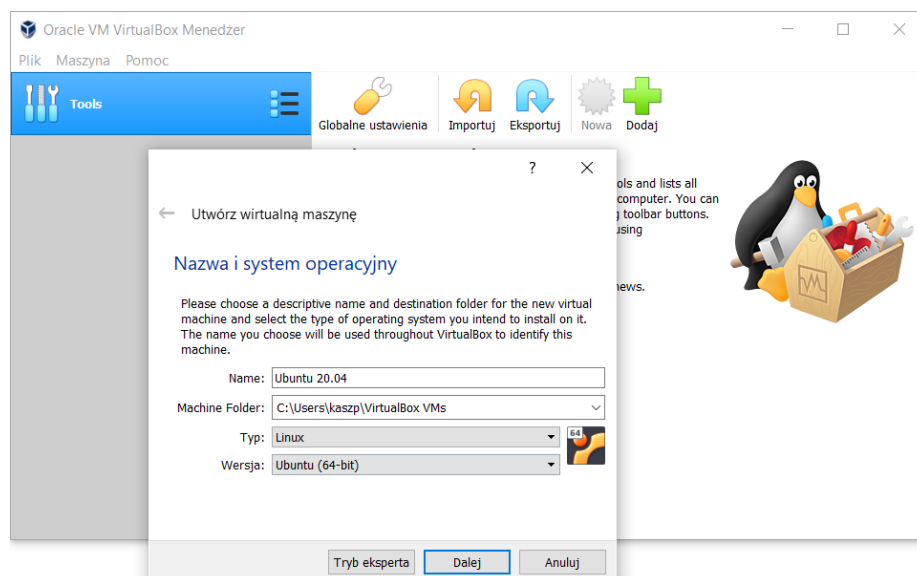 Oracle VM VirtualBox Menedżer
Plik Maszyna Pomoc
Tools
Globalne ustawienia
Importuj
Eksportuj
Nowa
Dodaj
ols and lists all
computer. You can
g toolbar buttons.
using
news.
?
Utwórz wirtualną maszynę
Nazwa i system operacyjny
Please choose a descriptive name and destination folder for the new virtual
machine and select the type of operating system you intend to install on it.
The name you choose will be used throughout VirtualBox to identify this
machine.
Name: Ubuntu 20.04
Machine Folder: C:\Users\kaszp\VirtualBox VMs
Typ: Linux
64
Wersja: Ubuntu (64-bit)
Tryb eksperta
Dalej
Anuluj